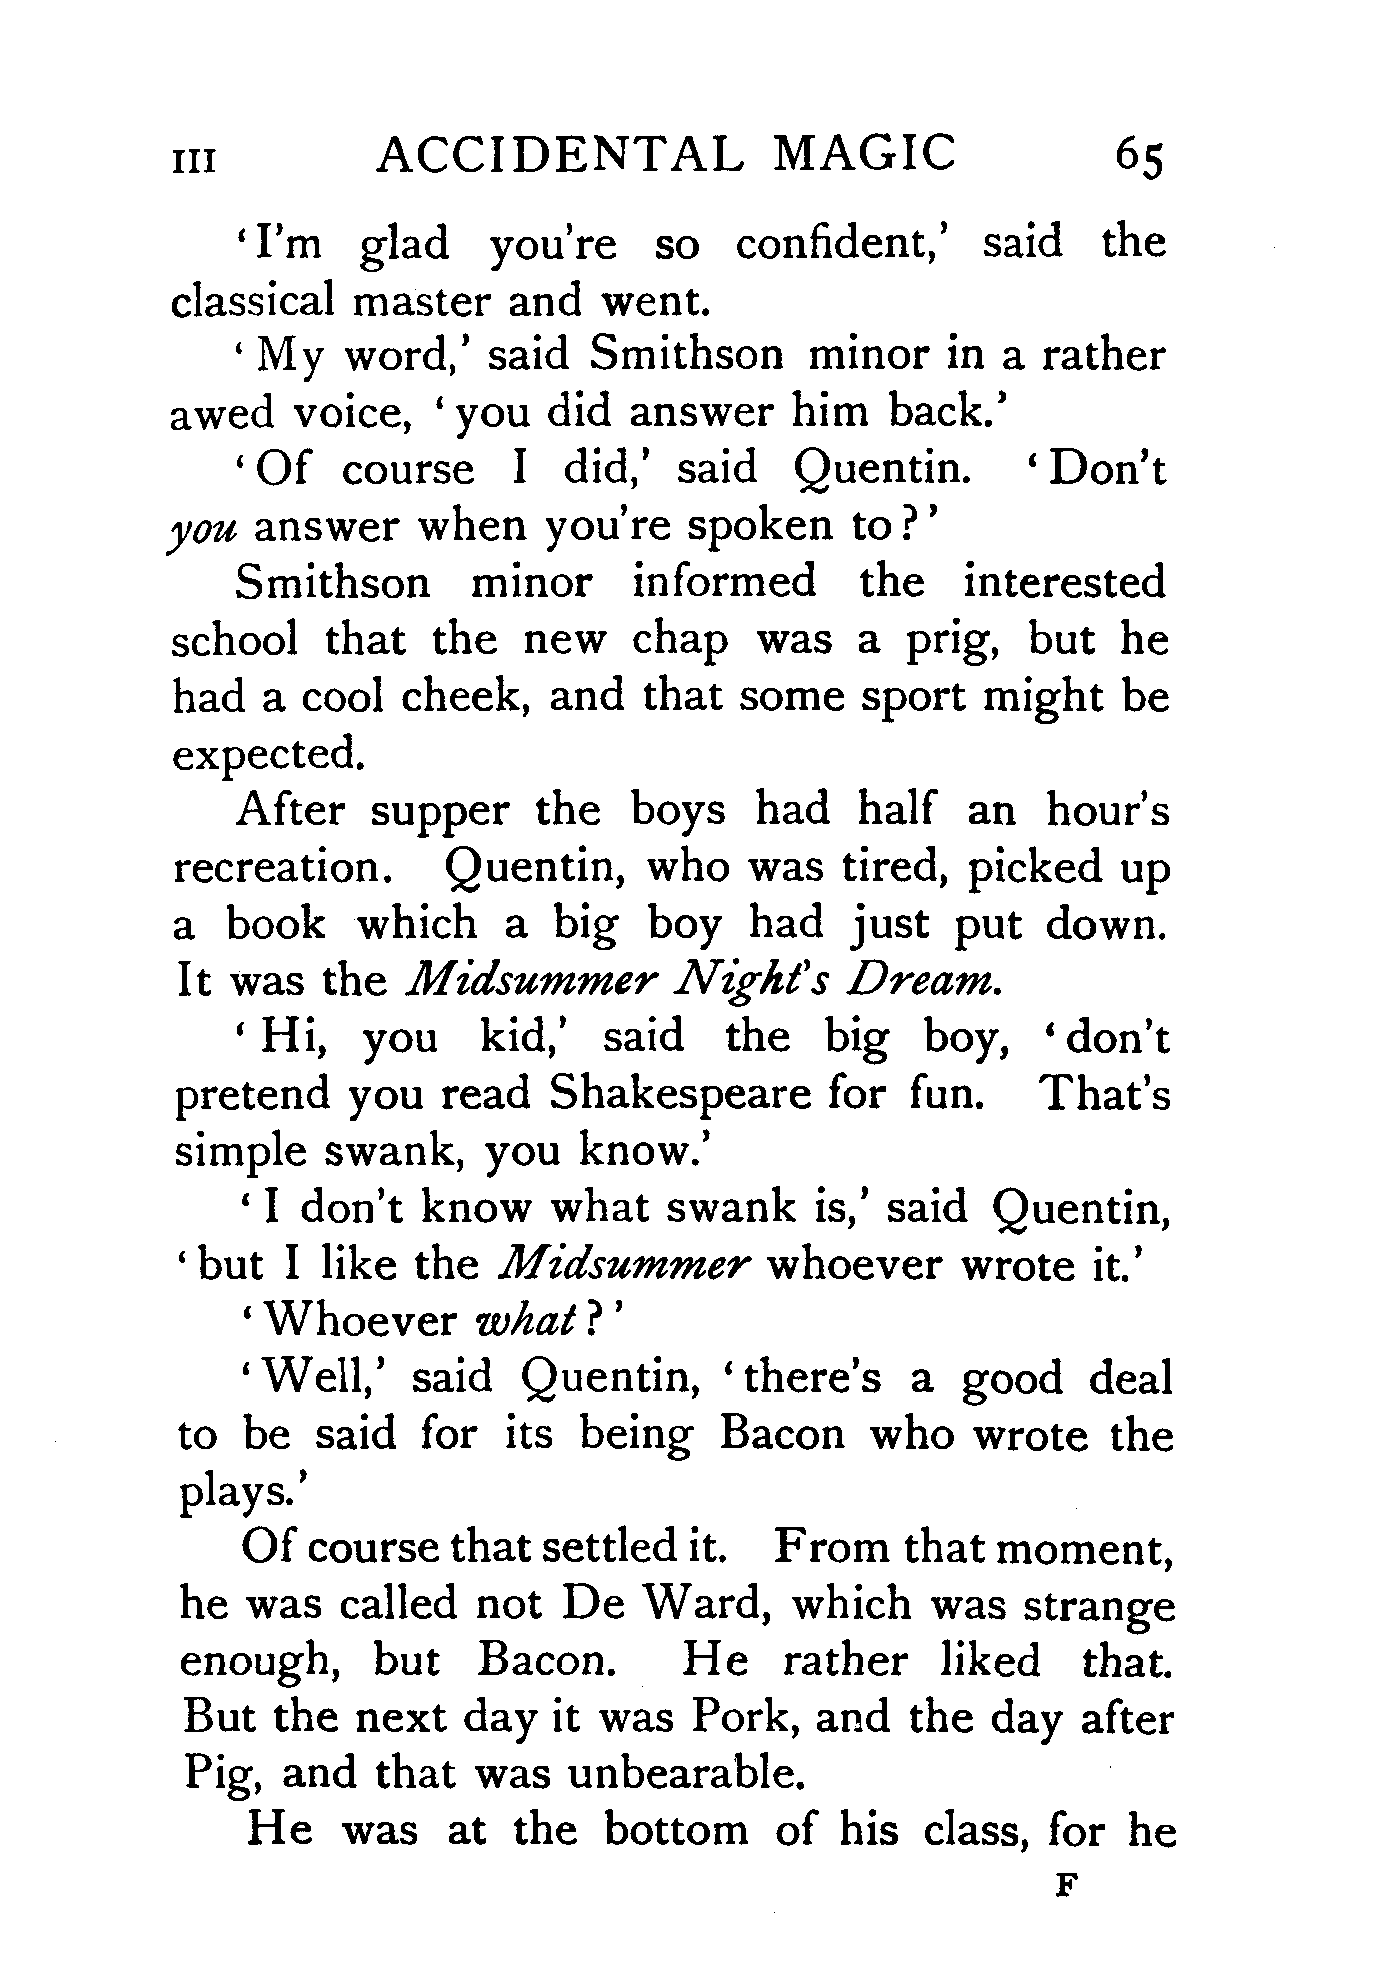 III ACCIDENTAL MAGIC 65
‘I'm glad you're so confident,’ said the
classical master and went.
‘My word,’ said Smithson minor in a rather
awed voice, ‘you did answer him back.’
‘Of course I did,’ said Quentin. ‘Don't
you answer when you're spoken to?’
Smithson minor informed the interested
school that the new chap was a prig, but he
had a cool cheek, and that some sport might be
expected.
After supper the boys had half an hour's
recreation. Quentin, who was tired, picked up
a book which a big boy had just put down.
It was the Midsummer Night's Dream.
‘Hi, you kid,’ said the big boy, ‘don't
pretend you read Shakespeare for fun. That's
simple swank, you know.’
‘I don't know what swank is,’ said Quentin,
‘but I like the Midsummer whoever wrote it.’
‘Whoever what?’
‘Well,’ said Quentin, ‘there's a good deal
to be said for its being Bacon who wrote the
plays.’
Of course that settled it. From that moment,
he was called not De Ward, which was strange
enough, but Bacon. He rather liked that.
But the next day it was Pork, and the day after
Pig, and that was unbearable.
He was at the bottom of his class, for he
F